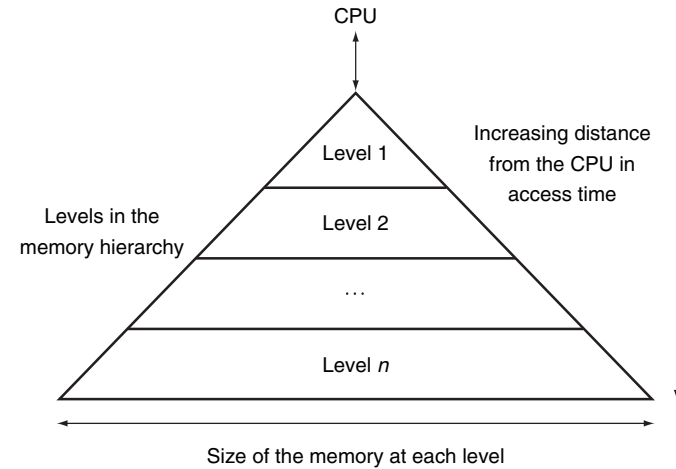 CPU
Level 1
Increasing distance
from the CPU in
access time
Levels in the
memory hierarchy
Level 2
...
Level n
Size of the memory at each level